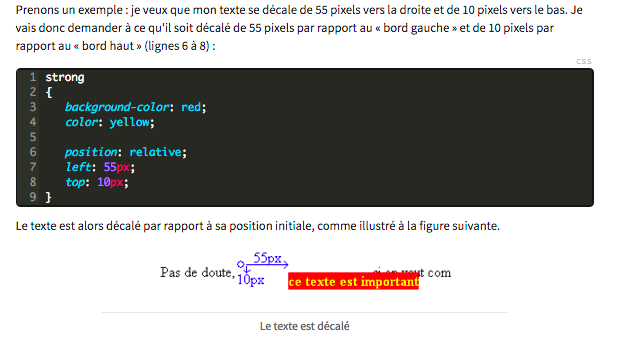 Prenons un exemple : je veux que mon texte se décale de 55 pixels vers la droite et de 10 pixels vers le bas. Je
vais donc demander à ce qu'il soit décalé de 55 pixels par rapport au « bord gauche » et de 10 pixels par
rapport au « bord haut » (lignes 6 à 8) :
css
1 strong
2 {
3 background-color: red;
4 color: yellow;
5
6 position: relative;
7 left: 55px;
8 top: 10px;
9 }
Le texte est alors décalé par rapport à sa position initiale, comme illustré à la figure suivante.
55px
Pas de doute, si on veut com
10px ce texte est important
Le texte est décalé